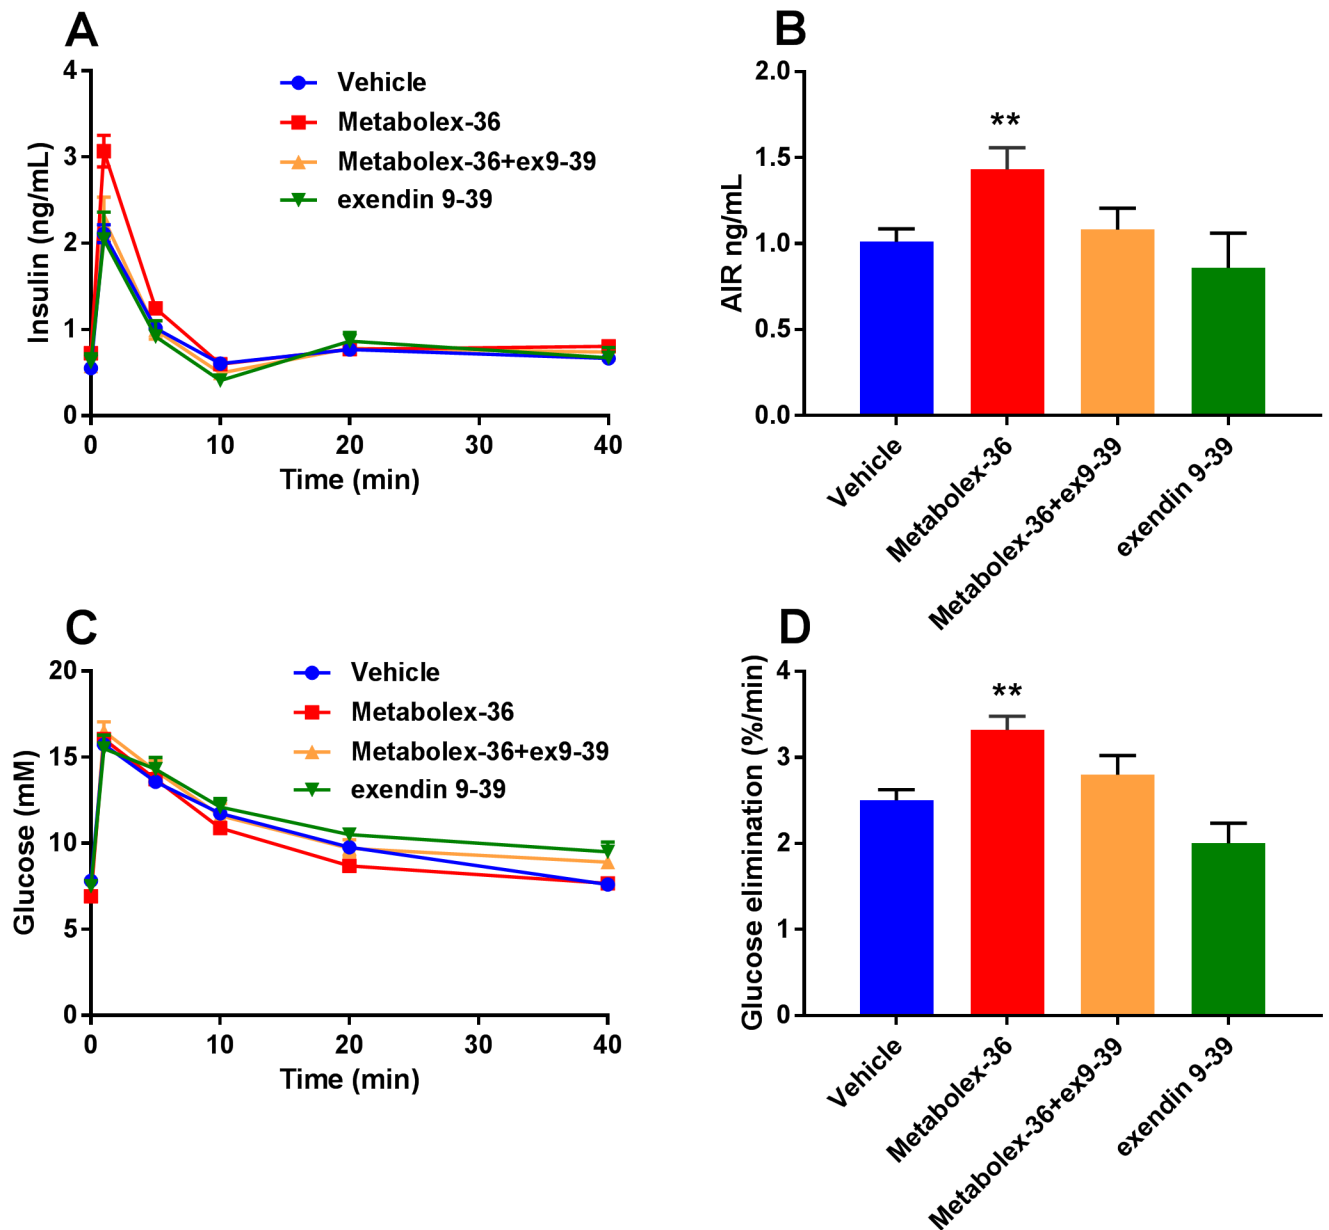 A
Insulin (ng/mL)
4
3
2
1
0
0 10 20 30 40
Time (min)
Vehicle
Metabolex-36
Metabolex-36+ex9-39
exendin 9-39
B
AIR ng/mL
2.0
1.5
1.0
0.5
0.0
**
Vehicle
Metabolex-36
Metabolex-36+ex9-39
exendin 9-39
C
Glucose (mM)
20
15
10
5
0
0 10 20 30 40
Time (min)
Vehicle
Metabolex-36
Metabolex-36+ex9-39
exendin 9-39
D
Glucose elimination (%/min)
4
3
2
1
0
**
Vehicle
Metabolex-36
Metabolex-36+ex9-39
exendin 9-39